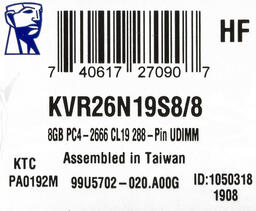 HF
7 40617 27090 7
KVR26N19S8/8
8GB PC4-2666 CL19 288-Pin UDIMM
Assembled in Taiwan
KTC
PA0192M
99U5702-020.A00G
ID:1050318
1908